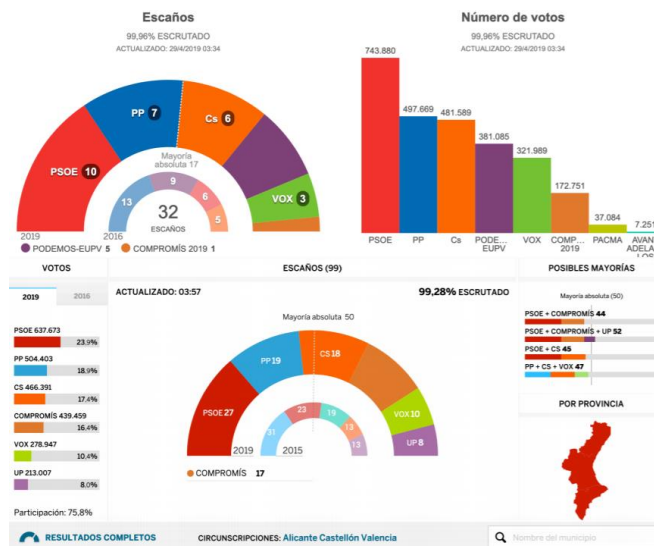 Escaños
99,96% ESCRUTADO
ACTUALIZADO: 29/4/2019 03:34
PP 7
Cs 6
PSOE 10
VOX 3
Mayoría
absoluta 17
13
9
6
5
32
ESCAÑOS
2019
2016
PODEMOS-EUPV 5
COMPROMÍS 2019 1
Número de votos
99,96% ESCRUTADO
ACTUALIZADO: 29/4/2019 03:34
743.880
497.669
481.589
381.085
321.989
172.751
37.084
7.251
PSOE
PP
Cs
PODE...
EUPV
VOX
COMP...
2019
PACMA
AVAN
ADELA
LOS
VOTOS
2019
2016
PSOE 637.673
23.9%
PP 504.403
18,9%
CS 466.391
17,4%
COMPROMÍS 439.459
16,4%
VOX 278.947
10,4%
UP 213.007
8.0%
Participación: 75,8%
ESCAÑOS (99)
ACTUALIZADO: 03:57
99,28% ESCRUTADO
Mayoría absoluta 50
PSOE 27
PP 19
CS 18
VOX 10
UP 8
31
23
19
13
13
2019
2015
COMPROMÍS 17
POSIBLES MAYORÍAS
Mayoría absoluta (50)
PSOE + COMPROMÍS 44
PSOE + COMPROMÍS + UP 52
PSOE + CS 45
PP + CS + VOX 47
POR PROVINCIA
RESULTADOS COMPLETOS
CIRCUNSCRIPCIONES: Alicante Castellón Valencia
Nombre del municipio